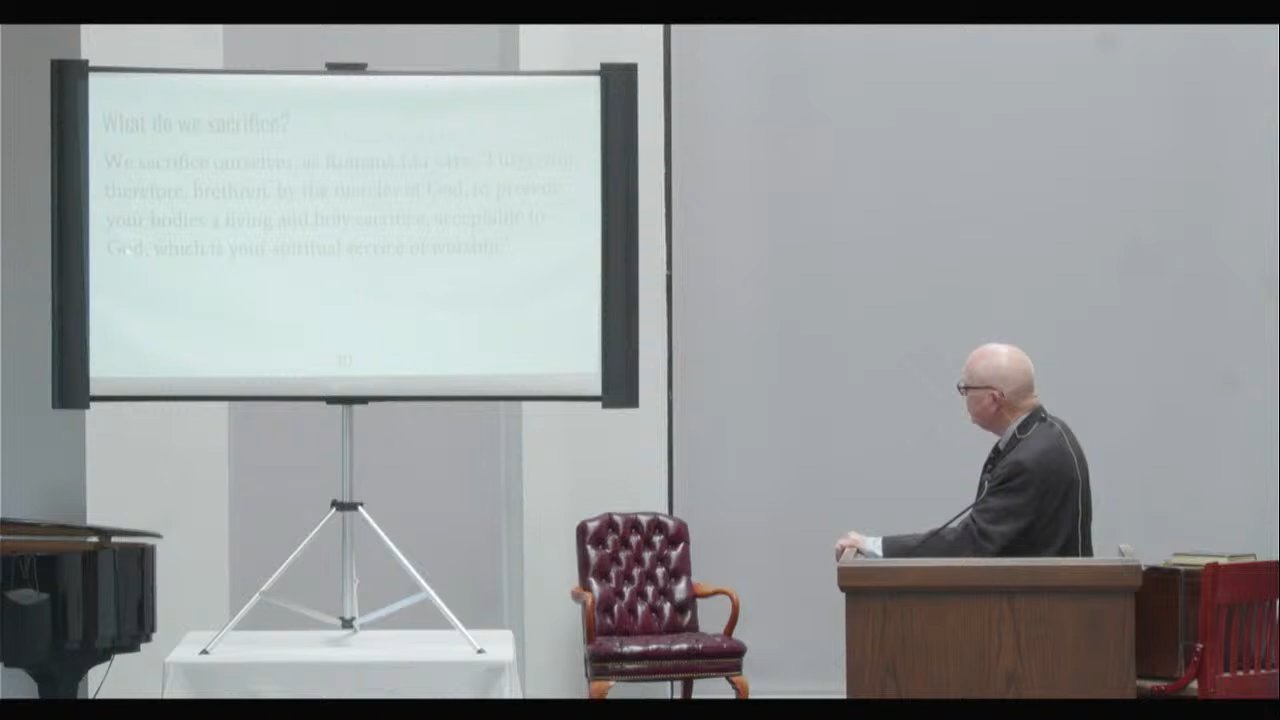 What do we sacrifice?
We sacrifice ourselves, as Romans 12:1 says, "I urge you
therefore, brethren, by the mercies of God, to present
your bodies a living and holy sacrifice, acceptable to
God, which is your spiritual service of worship."
10